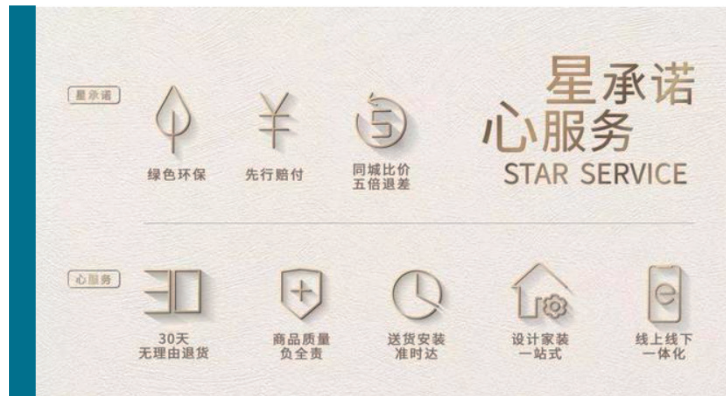 星承诺
心服务
STAR SERVICE
星承诺
绿色环保
先行赔付
5
同城比价
五倍退差
心服务
30
30天
无理由退货
商品质量
负全责
送货安装
准时达
设计家装
一站式
e
线上线下
一体化